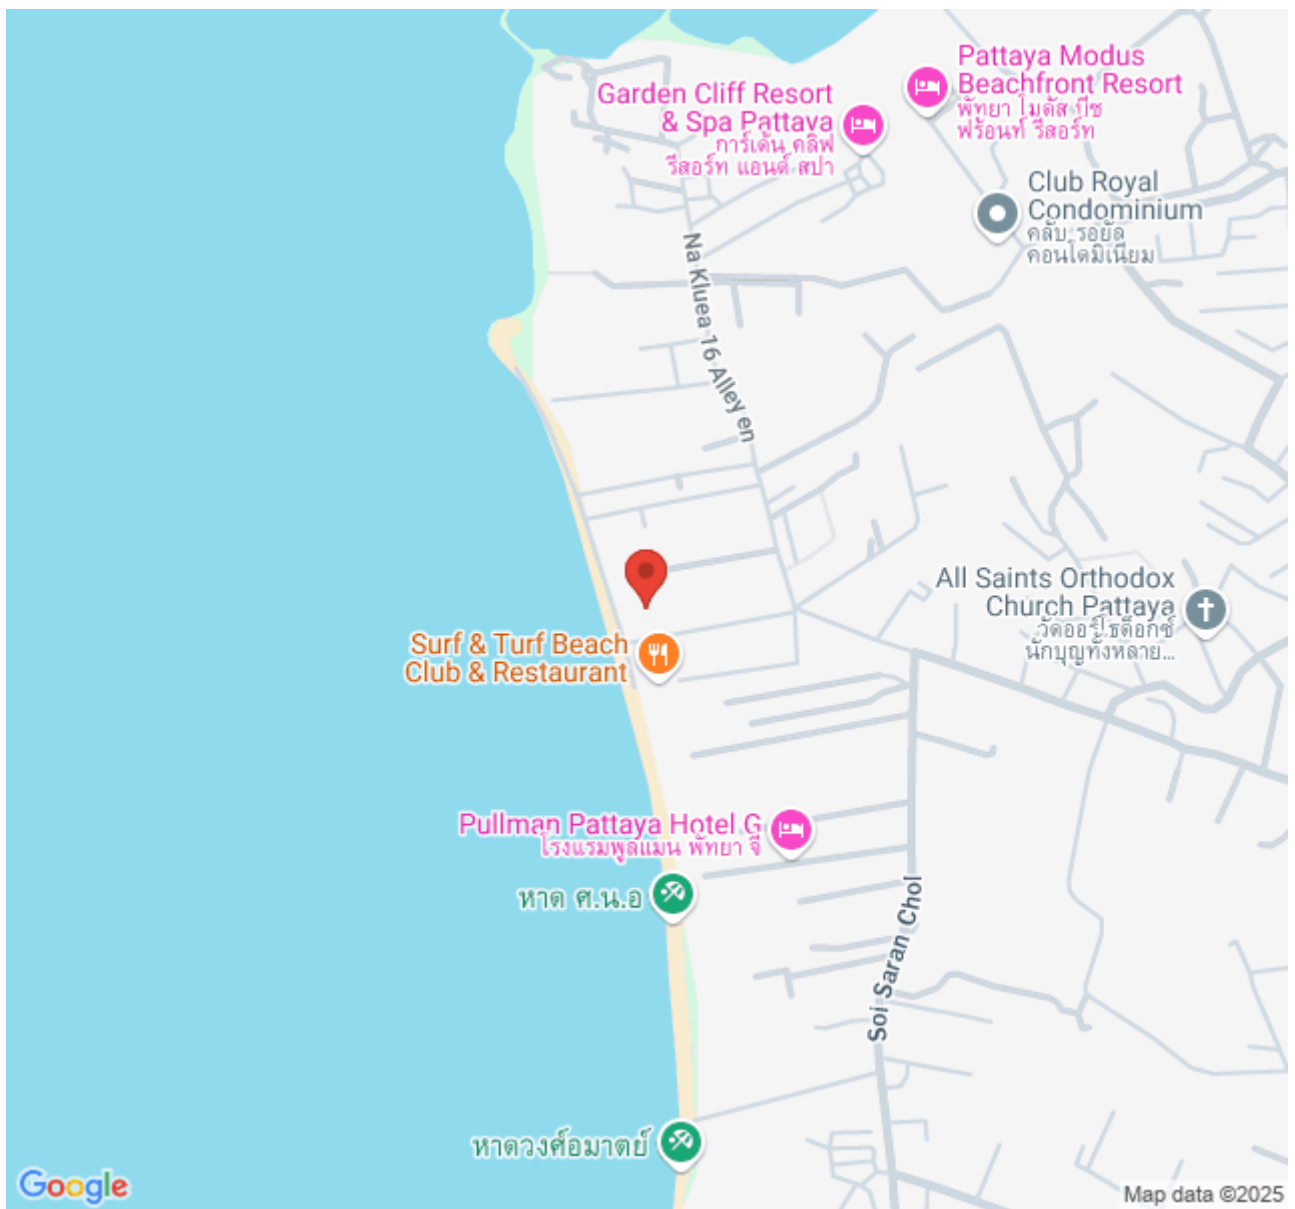 Pattaya Modus
Beachfront Resort
พัทยา โมดัส บีช
ฟร้อนท์ รีสอร์ท
Garden Cliff Resort
& Spa Pattaya
การ์เด้น คลิฟ
รีสอร์ท แอนด์ สปา
Club Royal
Condominium
คลับ รอยัล
คอนโดมิเนียม
Na Kluea 16 Alley
en
All Saints Orthodox
Church Pattaya
วัดออร์โธด็อกซ์
นักบุญทั้งหลาย...
Surf & Turf Beach
Club & Restaurant
Pullman Pattaya Hotel G
โรงแรมพูลแมน พัทยา จี
หาด ศ.น.อ
Soi Saran Chol
หาดวงศ์อมาตย์
Google
Map data ©2025